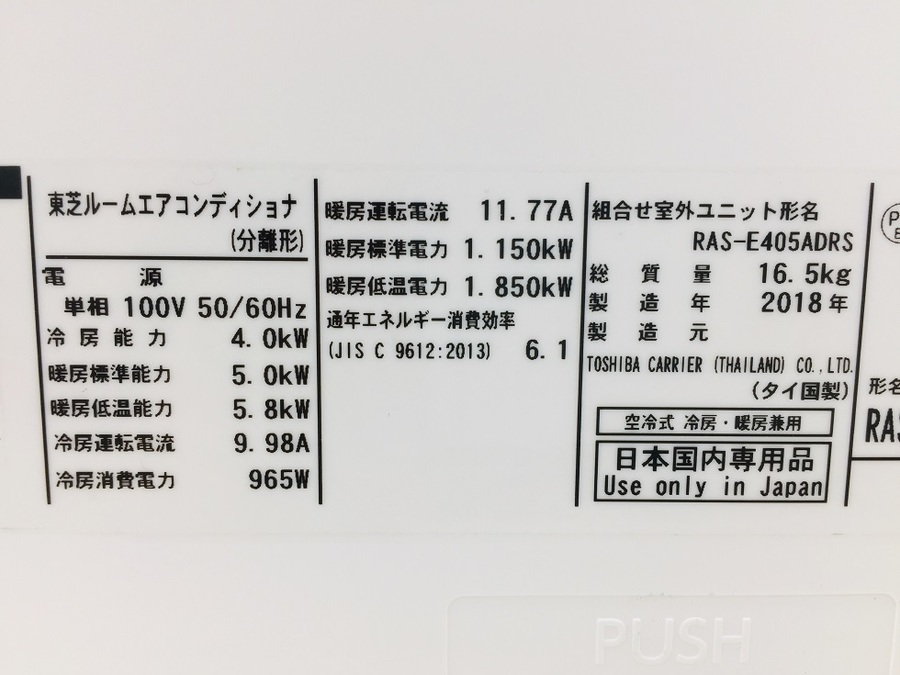 東芝ルームエアコンディショナ
(分離形)
電源
単相 100V 50/60Hz
冷房能力 4.0kW
暖房標準能力 5.0kW
暖房低温能力 5.8kW
冷房運転電流 9.98A
冷房消費電力 965W
暖房運転電流 11.77A
暖房標準電力 1.150kW
暖房低温電力 1.850kW
通年エネルギー消費効率
(JIS C 9612:2013) 6.1
組合せ室外ユニット形名
RAS-E405ADRS
総質量 16.5kg
製造年 2018年
製造元
TOSHIBA CARRIER (THAILAND) CO.,LTD.
(タイ国製)
空冷式 冷房・暖房兼用
日本国内専用品
Use only in Japan
形名
RAS
PUSH